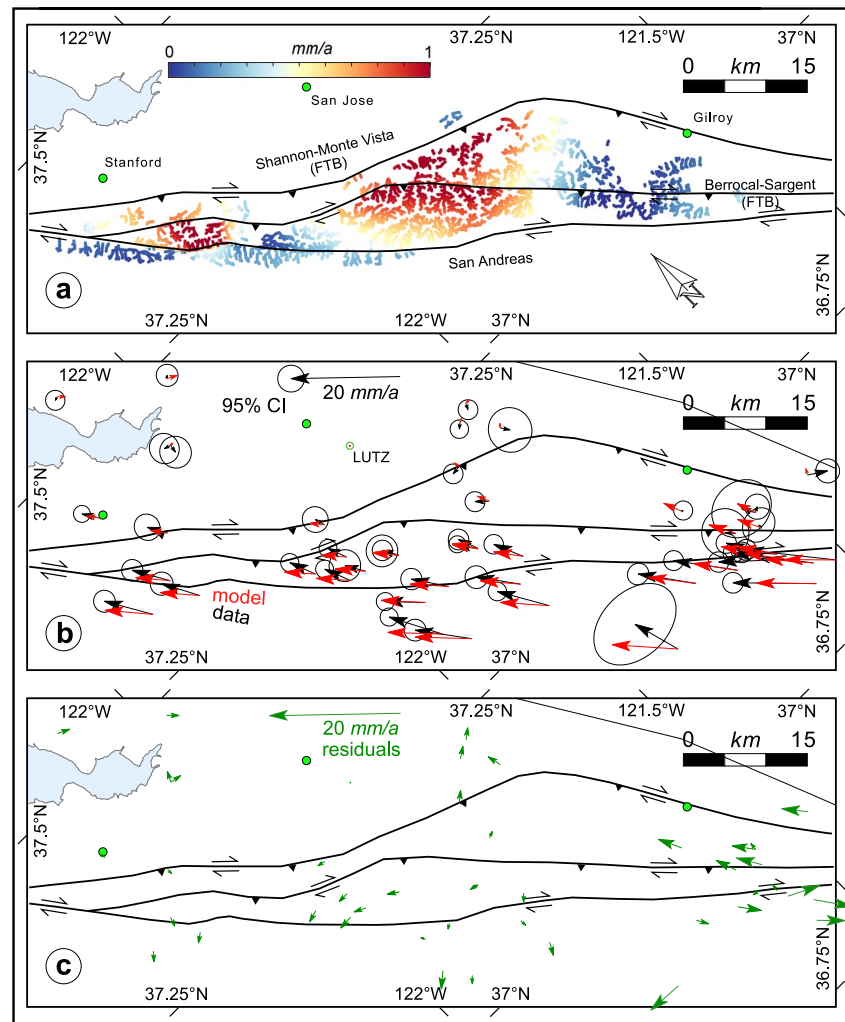 122°W
37.25°N
121.5°W
37°N
0
mm/a
1
0
km
15
San Jose
Gilroy
Shannon-Monte Vista
(FTB)
37.5°N
Stanford
Berrocal-Sargent
(FTB)
San Andreas
N
36.75°N
a
37.25°N
122°W
37°N
122°W
37.25°N
121.5°W
37°N
20 mm/a
95% CI
0
km
15
LUTZ
37.5°N
model
data
36.75°N
b
37.25°N
122°W
37°N
122°W
37.25°N
121.5°W
37°N
20 mm/a
residuals
0
km
15
37.5°N
36.75°N
c
37.25°N
122°W
37°N